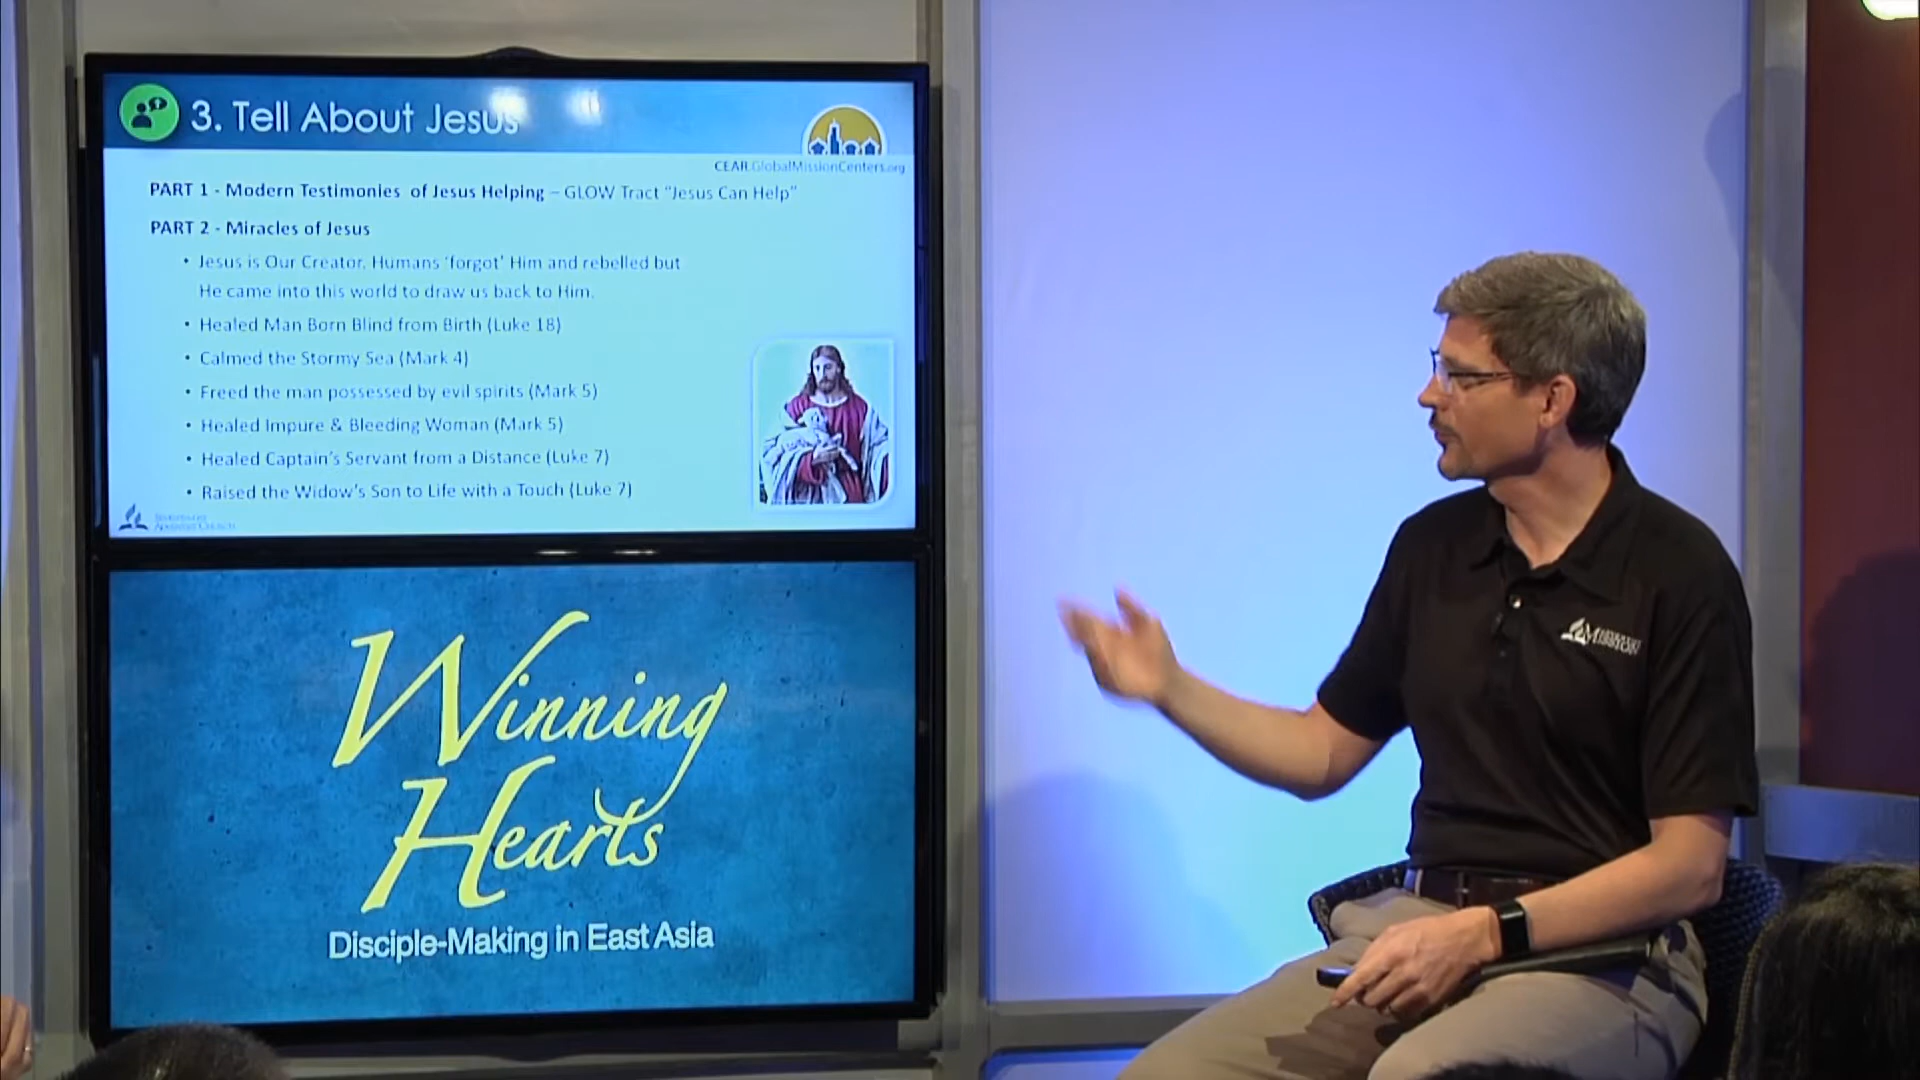 3. Tell About Jesus
CEAR.GlobalMissionCenters.org
PART 1 - Modern Testimonies of Jesus Helping – GLOW Tract “Jesus Can Help”
PART 2 - Miracles of Jesus
• Jesus is Our Creator. Humans ‘forgot’ Him and rebelled but
He came into this world to draw us back to Him.
• Healed Man Born Blind from Birth (Luke 18)
• Calmed the Stormy Sea (Mark 4)
• Freed the man possessed by evil spirits (Mark 5)
• Healed Impure & Bleeding Woman (Mark 5)
• Healed Captain’s Servant from a Distance (Luke 7)
• Raised the Widow’s Son to Life with a Touch (Luke 7)
Winning
Hearts
Disciple-Making in East Asia
MISSION